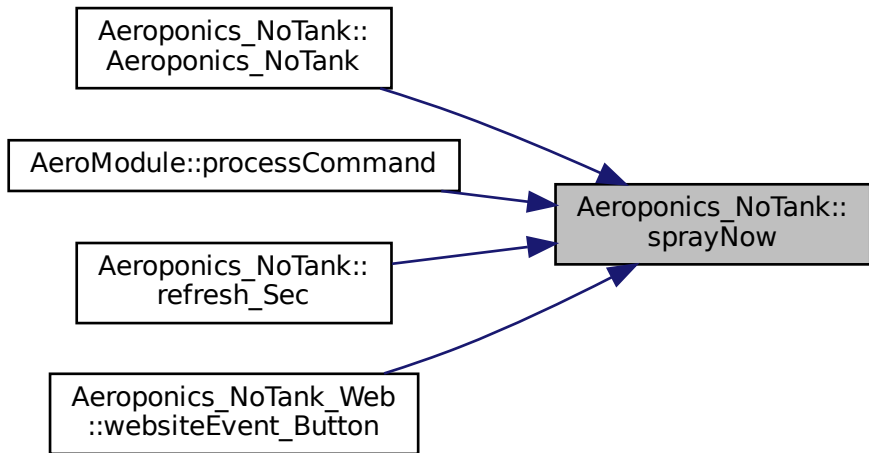 Aeroponics_NoTank::
Aeroponics_NoTank
AeroModule::processCommand
Aeroponics_NoTank::
sprayNow
Aeroponics_NoTank::
refresh_Sec
Aeroponics_NoTank_Web
::websiteEvent_Button